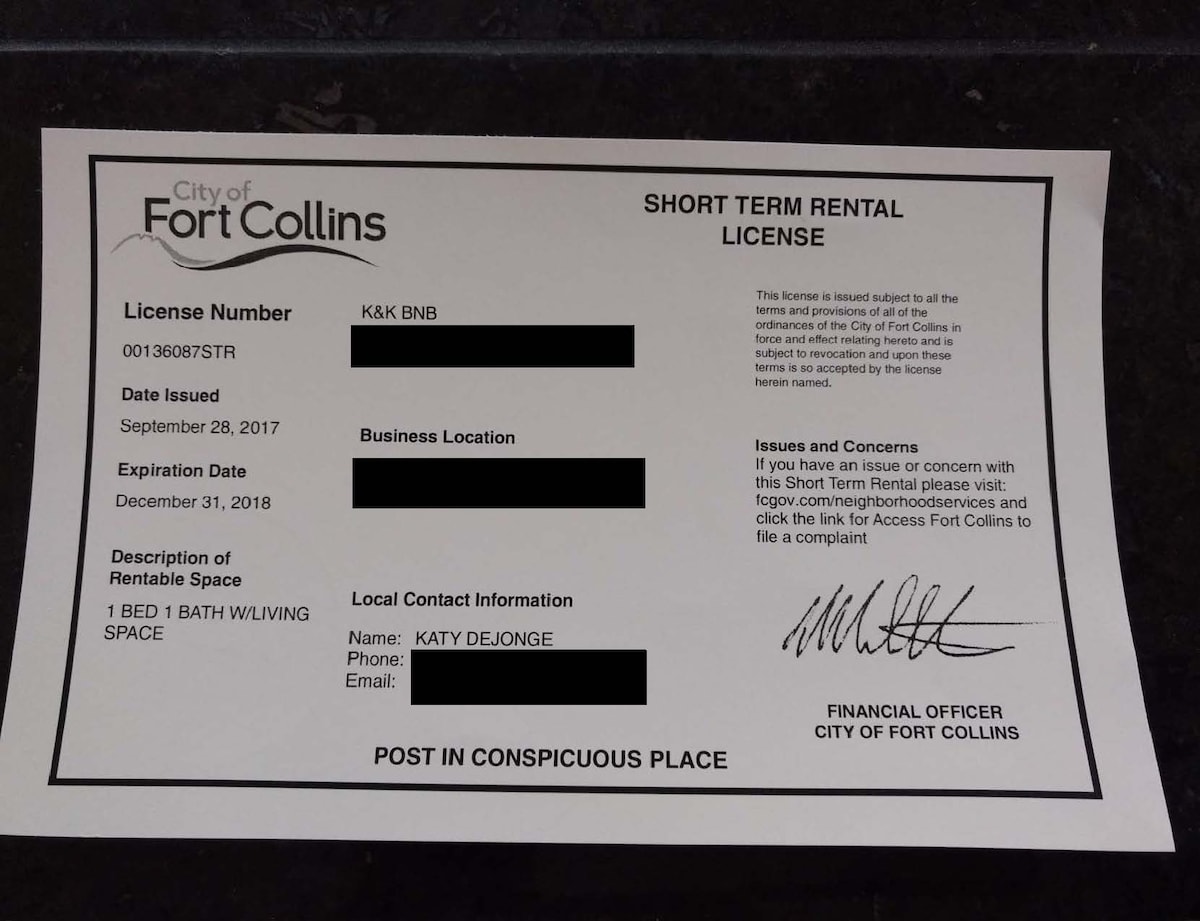 City of
Fort Collins
SHORT TERM RENTAL
LICENSE
License Number
00136087STR
Date Issued
September 28, 2017
Expiration Date
December 31, 2018
Description of
Rentable Space
1 BED 1 BATH W/LIVING
SPACE
K&K BNB
Business Location
Local Contact Information
Name: KATY DEJONGE
Phone:
Email:
This license is issued subject to all the
terms and provisions of all of the
ordinances of the City of Fort Collins in
force and effect relating hereto and is
subject to revocation and upon these
terms is so accepted by the license
herein named.
Issues and Concerns
If you have an issue or concern with
this Short Term Rental please visit:
fcgov.com/neighborhoodservices and
click the link for Access Fort Collins to
file a complaint
FINANCIAL OFFICER
CITY OF FORT COLLINS
POST IN CONSPICUOUS PLACE